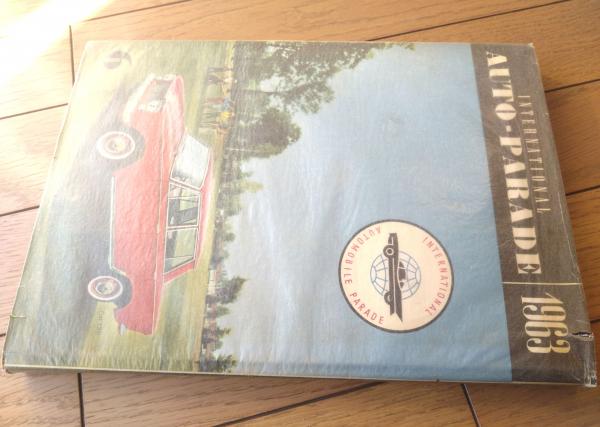 INTERNATIONAL
AUTO-PARADE 1963
INTERNATIONAL
AUTOMOBILE PARADE